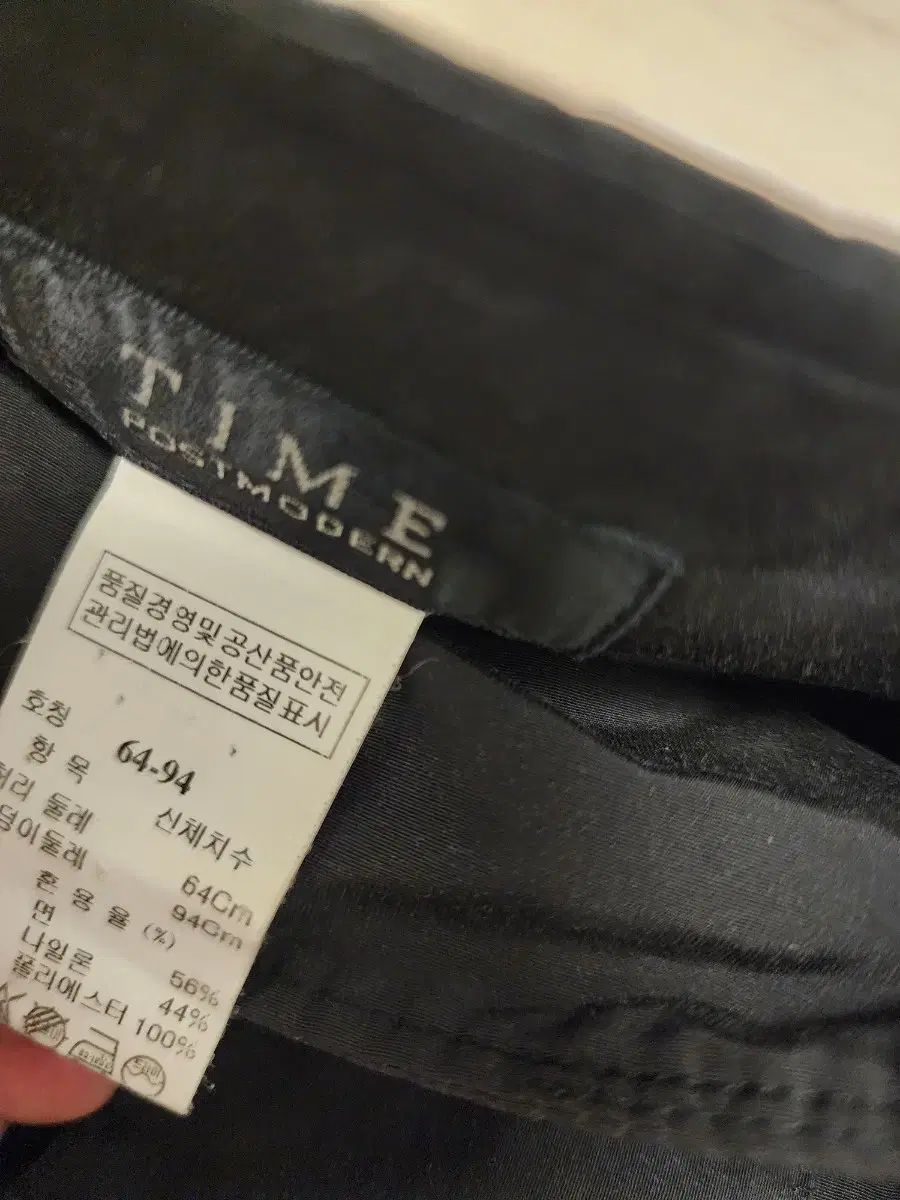 TIME
POSTMODERN
품질경영및공산품안전
관리법에의한품질표시
호칭 64-94
항 목 신체치수
허리 둘레 64Cm
덩이둘레 94Cm
혼 용 율 (%)
면 56%
나일론 44%
폴리에스터 100%